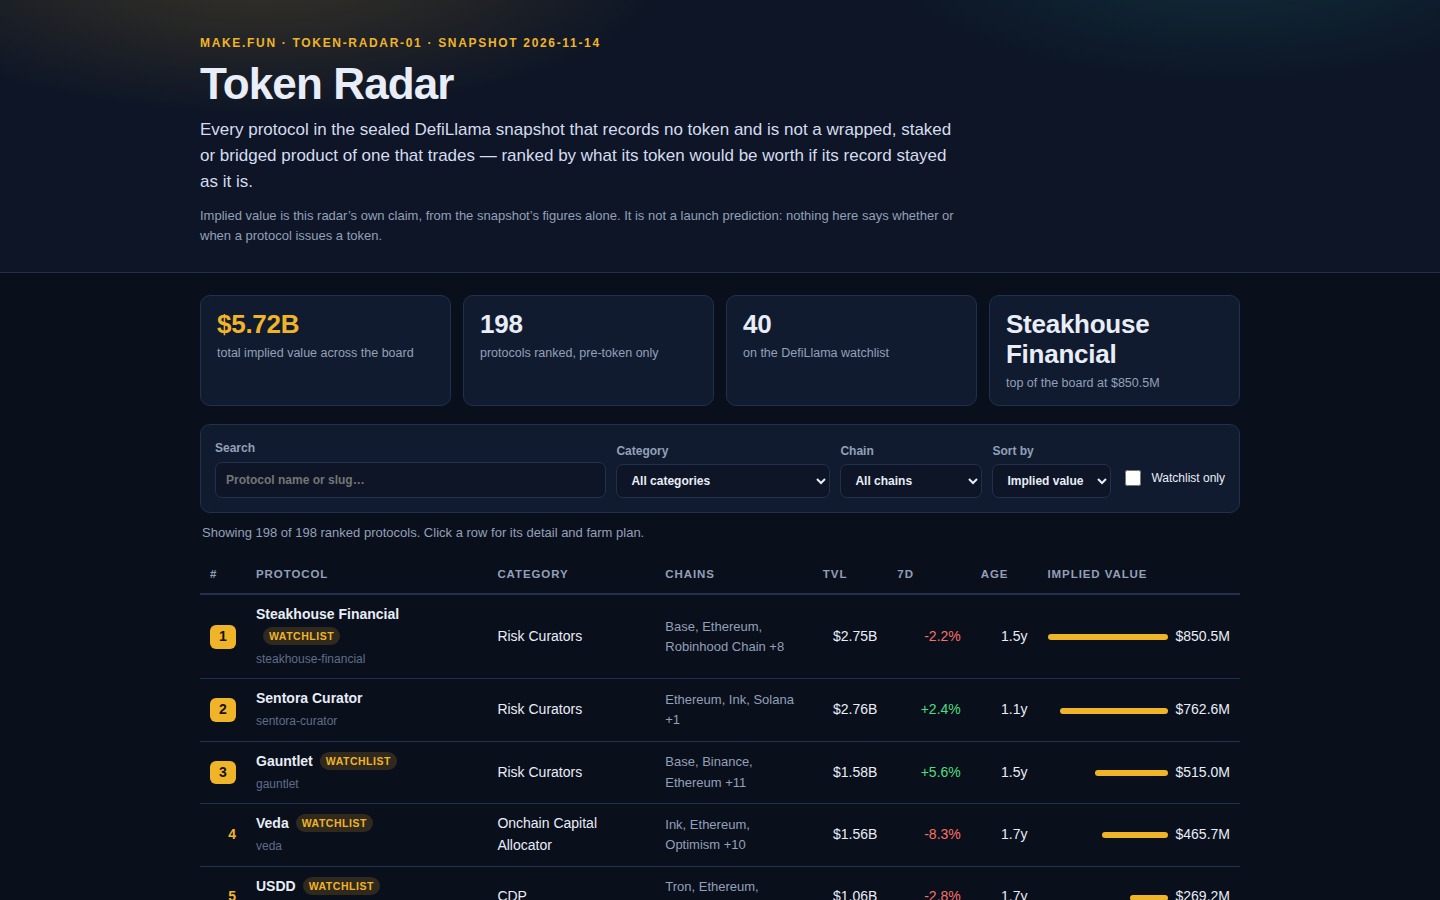 MAKE.FUN · TOKEN-RADAR-01 · SNAPSHOT 2026-11-14
Token Radar
Every protocol in the sealed DefiLlama snapshot that records no token and is not a wrapped, staked
or bridged product of one that trades — ranked by what its token would be worth if its record stayed
as it is.
Implied value is this radar’s own claim, from the snapshot’s figures alone. It is not a launch prediction: nothing here says whether or
when a protocol issues a token.
$5.72B
total implied value across the board
198
protocols ranked, pre-token only
40
on the DefiLlama watchlist
Steakhouse
Financial
top of the board at $850.5M
Search
Protocol name or slug…
Category
All categories
Chain
All chains
Sort by
Implied value
Watchlist only
Showing 198 of 198 ranked protocols. Click a row for its detail and farm plan.
# PROTOCOL CATEGORY CHAINS TVL 7D AGE IMPLIED VALUE
1 Steakhouse Financial WATCHLIST
steakhouse-financial
Risk Curators
Base, Ethereum,
Robinhood Chain +8
$2.75B -2.2% 1.5y $850.5M
2 Sentora Curator
sentora-curator
Risk Curators
Ethereum, Ink, Solana
+1
$2.76B +2.4% 1.1y $762.6M
3 Gauntlet WATCHLIST
gauntlet
Risk Curators
Base, Binance,
Ethereum +11
$1.58B +5.6% 1.5y $515.0M
4 Veda WATCHLIST
veda
Onchain Capital
Allocator
Ink, Ethereum,
Optimism +10
$1.56B -8.3% 1.7y $465.7M
5 USDD WATCHLIST
CDP
Tron, Ethereum,
$1.06B -2.8% 1.7y $269.2M